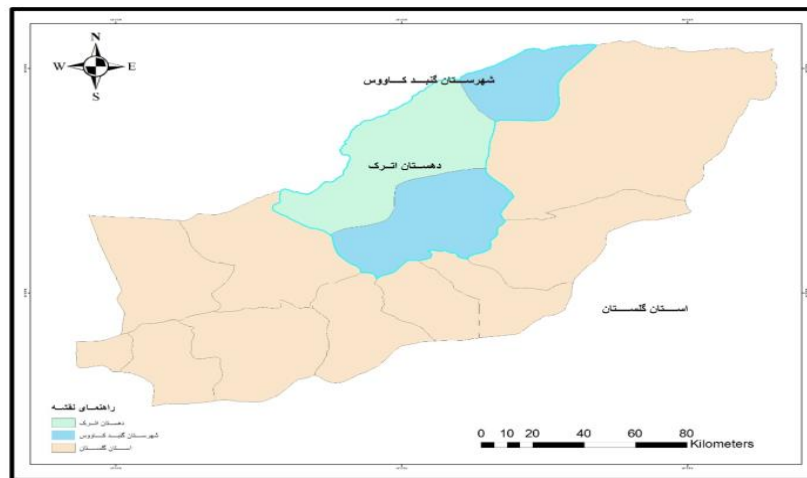 N
W E
S
شهرستان گنبد کاووس
دهستان اترک
استان گلستان
راهنمای نقشه
دهستان اترک
شهرستان گنبد کاووس
استان گلستان
0 5 10 20 40 60 80
Kilometers